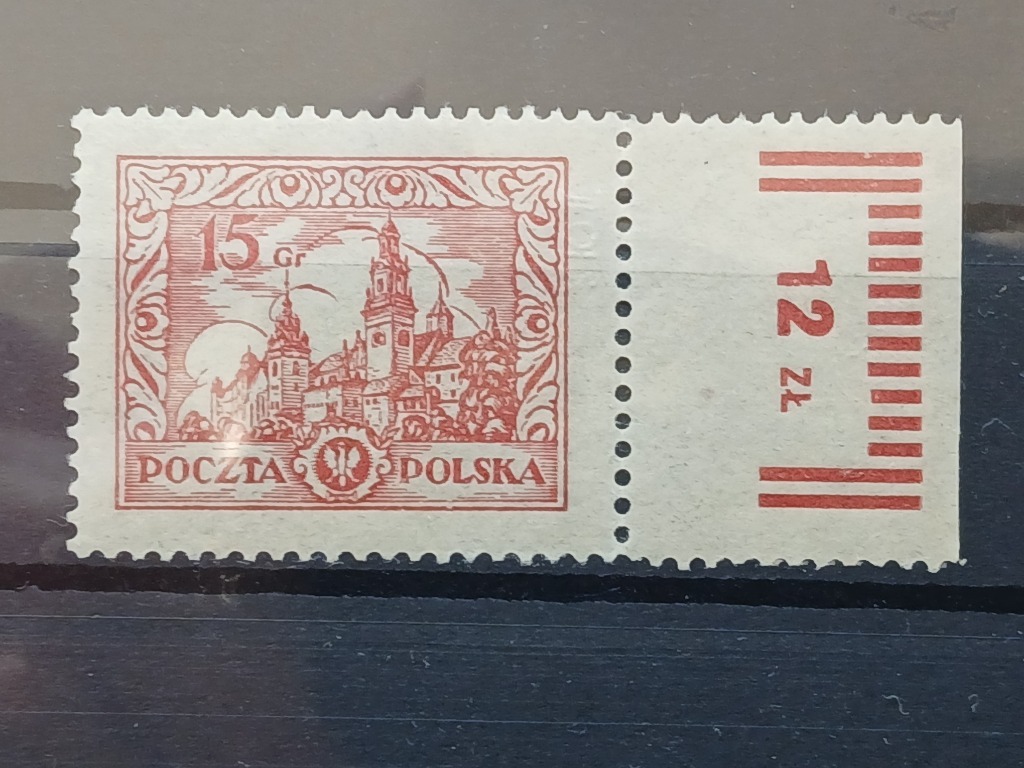 15 Gr
POCZTA POLSKA
12 ZŁ